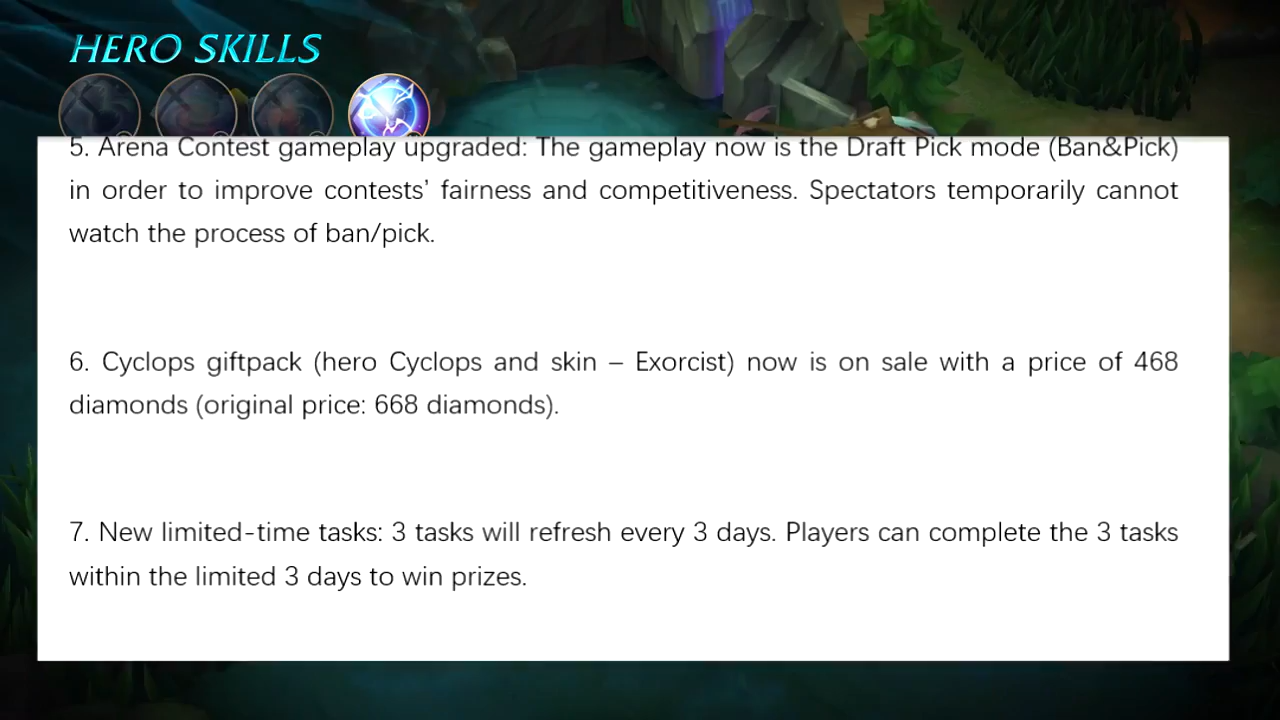 HERO SKILLS
5. Arena Contest gameplay upgraded: The gameplay now is the Draft Pick mode (Ban&Pick)
in order to improve contests’ fairness and competitiveness. Spectators temporarily cannot
watch the process of ban/pick.
6. Cyclops giftpack (hero Cyclops and skin – Exorcist) now is on sale with a price of 468
diamonds (original price: 668 diamonds).
7. New limited-time tasks: 3 tasks will refresh every 3 days. Players can complete the 3 tasks
within the limited 3 days to win prizes.